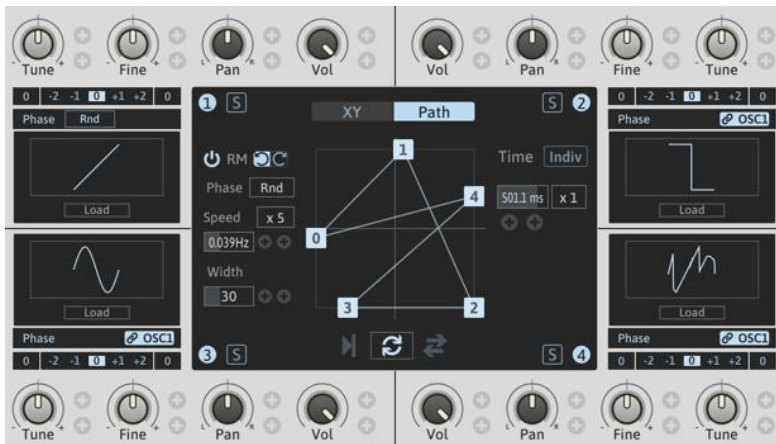 Tune Fine Pan Vol Vol Pan Fine Tune
- + - + L R L R - + - +
0 -2 -1 0 +1 +2 0
Phase Rnd
Load
Load
Phase OSC1
0 -2 -1 0 +1 +2 0
1 S
XY Path
S 2
RM
Phase Rnd
Speed x 5
0.039Hz
Width
30
1
4
0
3
2
Time Indiv
501.1 ms x 1
3 S
S 4
0 -2 -1 0 +1 +2 0
Phase OSC1
Load
Load
Phase OSC1
0 -2 -1 0 +1 +2 0
- + - + L R L R - + - +
Tune Fine Pan Vol Vol Pan Fine Tune